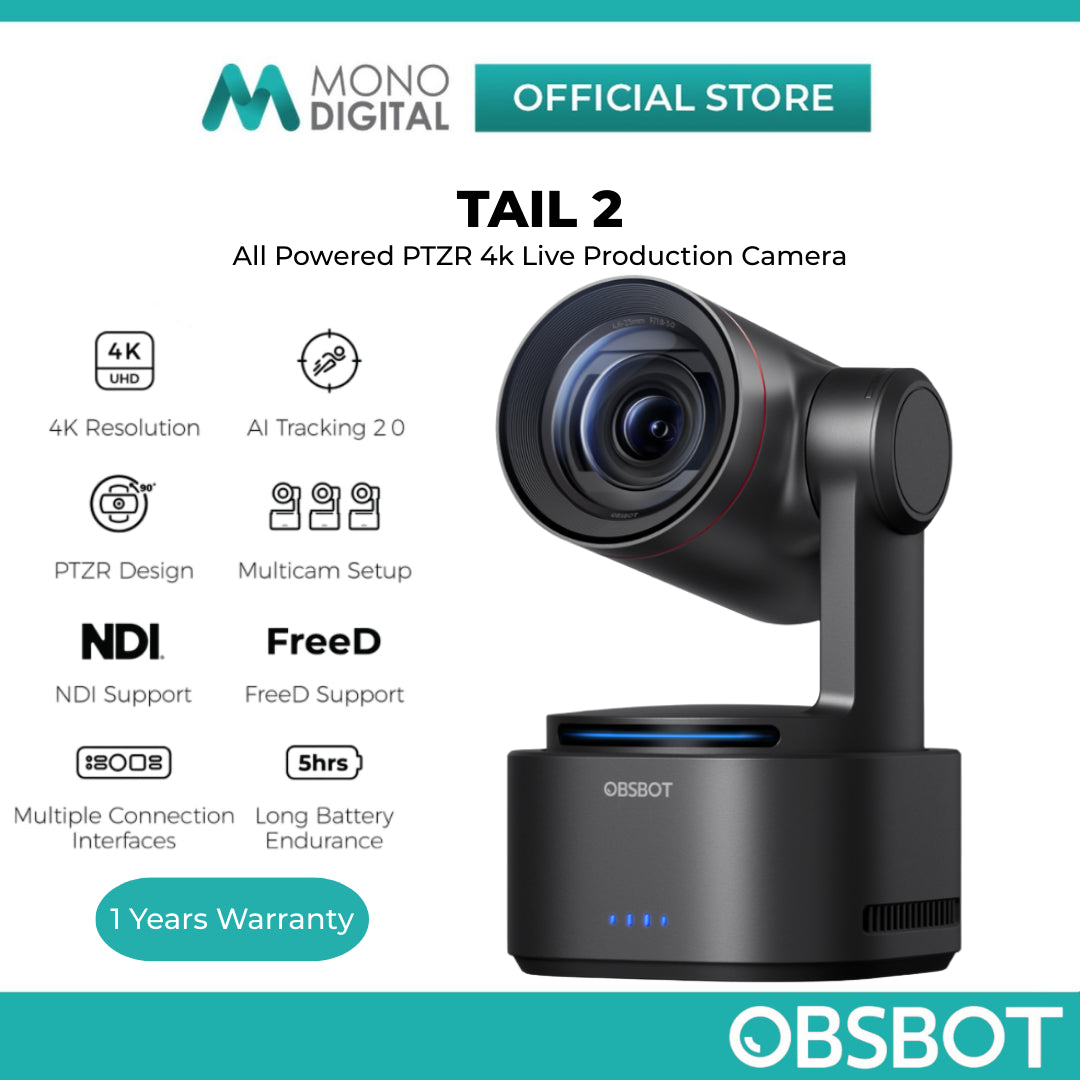 MONO
DIGITAL
OFFICIAL STORE
TAIL 2
All Powered PTZR 4k Live Production Camera
4K
UHD
4K Resolution
AI Tracking 2 0
90°
PTZR Design
Multicam Setup
NDI
NDI Support
FreeD
FreeD Support
Multiple Connection
Interfaces
5hrs
Long Battery
Endurance
1 Years Warranty
OBSBOT
OBSBOT
OBSBOT